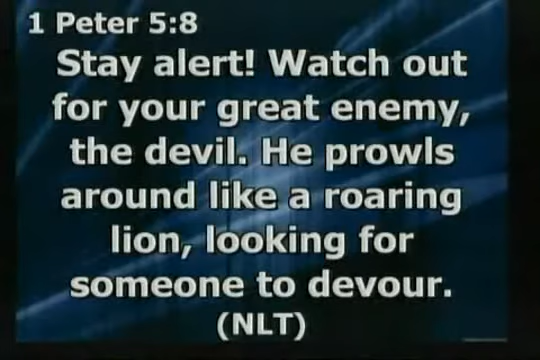 1 Peter 5:8
Stay alert! Watch out
for your great enemy,
the devil. He prowls
around like a roaring
lion, looking for
someone to devour.
(NLT)